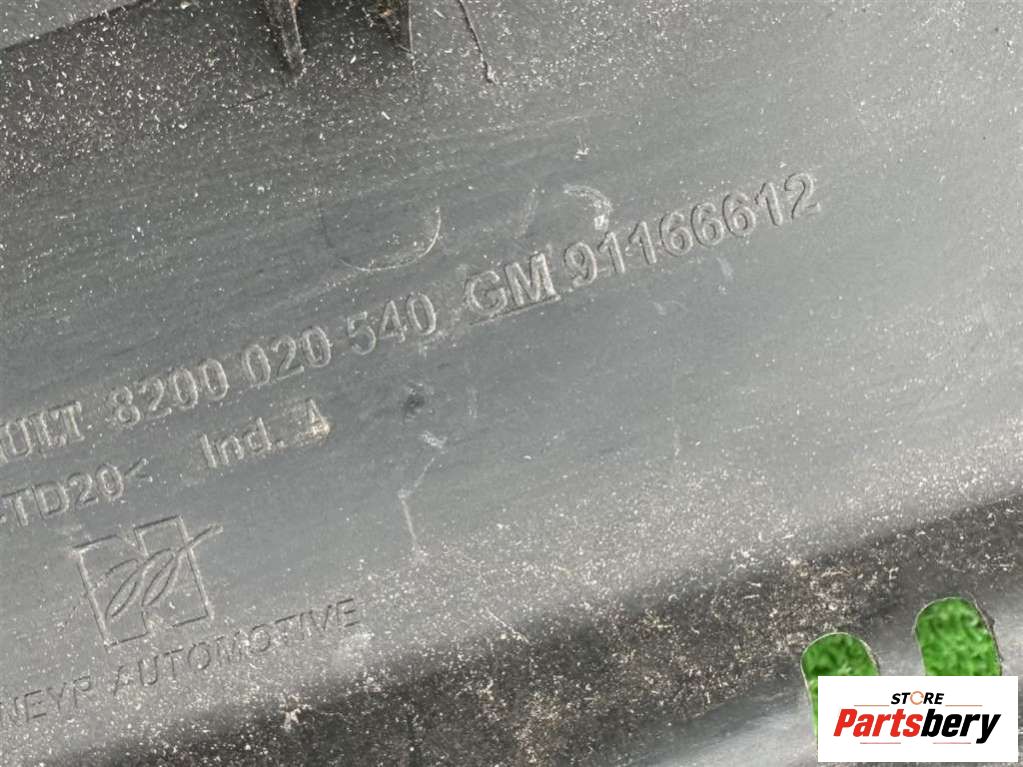 ULT 8200 020 540 GM 91166612
TD20< Ind. A
AUTOMOTIVE
STORE
Partsbery